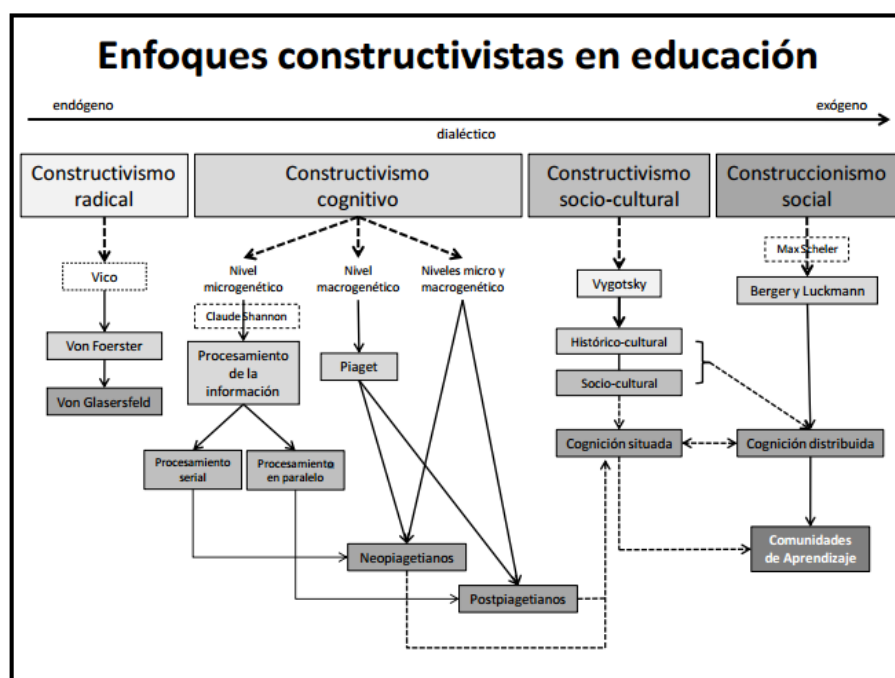 Enfoques constructivistas en educación
endógeno
exógeno
dialéctico
Constructivismo
radical
Constructivismo
cognitivo
Constructivismo
socio-cultural
Construccionismo
social
Max Scheler
Vico
Nivel
microgenético
Nivel
macrogenético
Niveles micro y
macrogenético
Vygotsky
Berger y Luckmann
Claude Shannon
Von Foerster
Procesamiento
de la
información
Piaget
Histórico-cultural
Socio-cultural
Von Glasersfeld
Cognición situada
Cognición distribuida
Procesamiento
serial
Procesamiento
en paralelo
Neopiagetianos
Comunidades
de Aprendizaje
Postpiagetianos